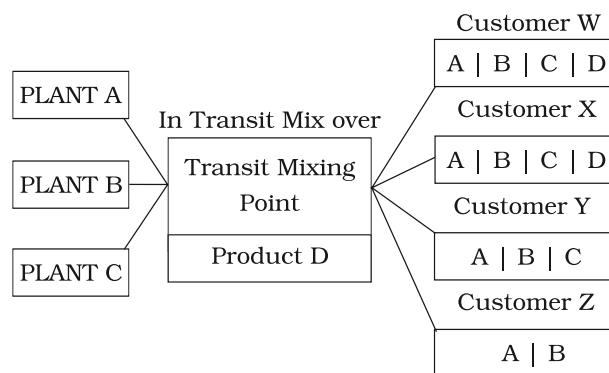 Customer W
A | B | C | D
PLANT A
Customer X
In Transit Mix over
Transit Mixing
Point
A | B | C | D
PLANT B
Customer Y
Product D
A | B | C
PLANT C
Customer Z
A | B